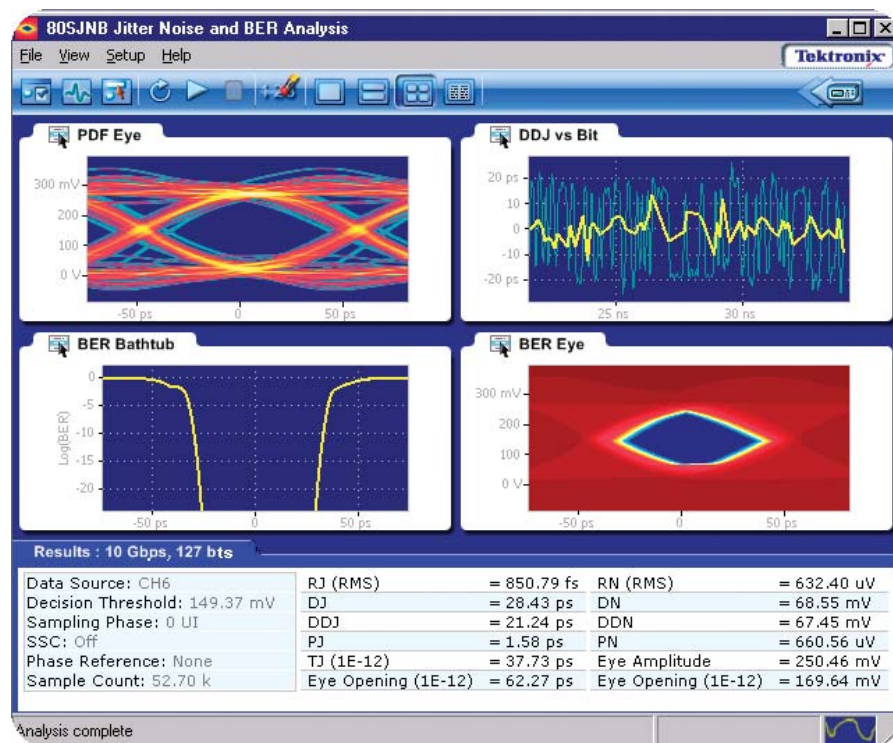 80SJNB Jitter Noise and BER Analysis
File View Setup Help
Tektronix
PDF Eye
300 mV
200
100
0 V
-50 ps 0 50 ps
DDJ vs Bit
20 ps
10
0
-10
-20 ps
25 ns 30 ns
BER Bathtub
Log(BER)
0
-5
-10
-15
-20
-50 ps 0 50 ps
BER Eye
300 mV
200
100
0 V
-50 ps 0 50 ps
Results : 10 Gbps, 127 bts
Data Source: CH6
Decision Threshold: 149.37 mV
Sampling Phase: 0 UI
SSC: Off
Phase Reference: None
Sample Count: 52.70 k
RJ (RMS) = 850.79 fs
DJ = 28.43 ps
DDJ = 21.24 ps
PJ = 1.58 ps
TJ (1E-12) = 37.73 ps
Eye Opening (1E-12) = 62.27 ps
RN (RMS) = 632.40 uV
DN = 68.55 mV
DDN = 67.45 mV
PN = 660.56 uV
Eye Amplitude = 250.46 mV
Eye Opening (1E-12) = 169.64 mV
Analysis complete